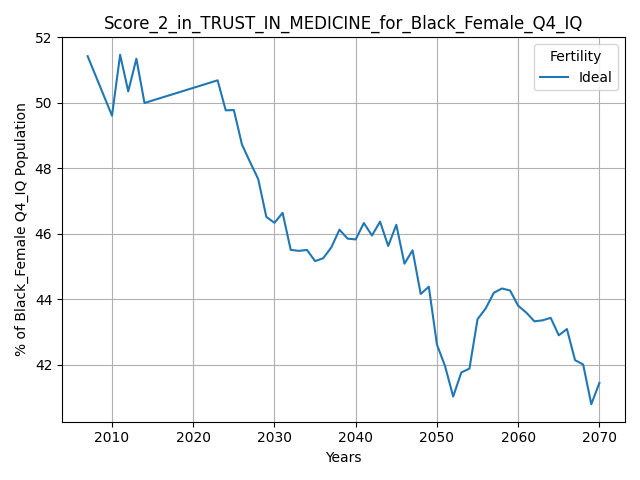 Score_2_in_TRUST_IN_MEDICINE_for_Black_Female_Q4_IQ
Fertility
Ideal
% of Black_Female Q4_IQ Population
52
50
48
46
44
42
2010 2020 2030 2040 2050 2060 2070
Years